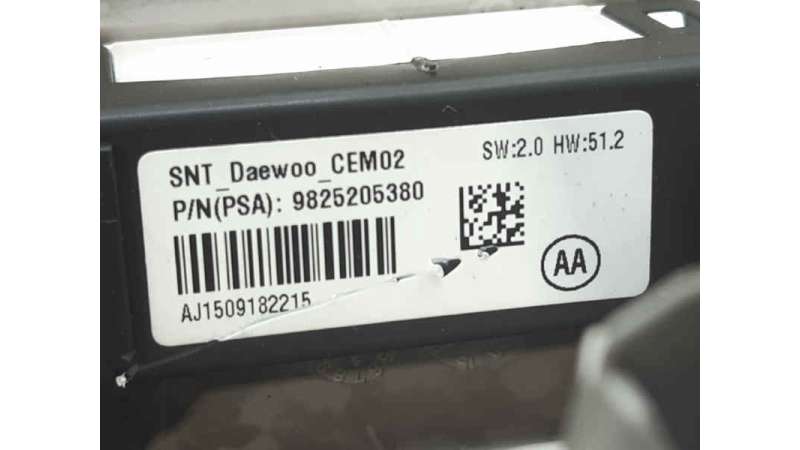 SNT_Daewoo_CEM02
SW:2.0 HW:51.2
P/N(PSA): 9825205380
AA
AJ1509182215